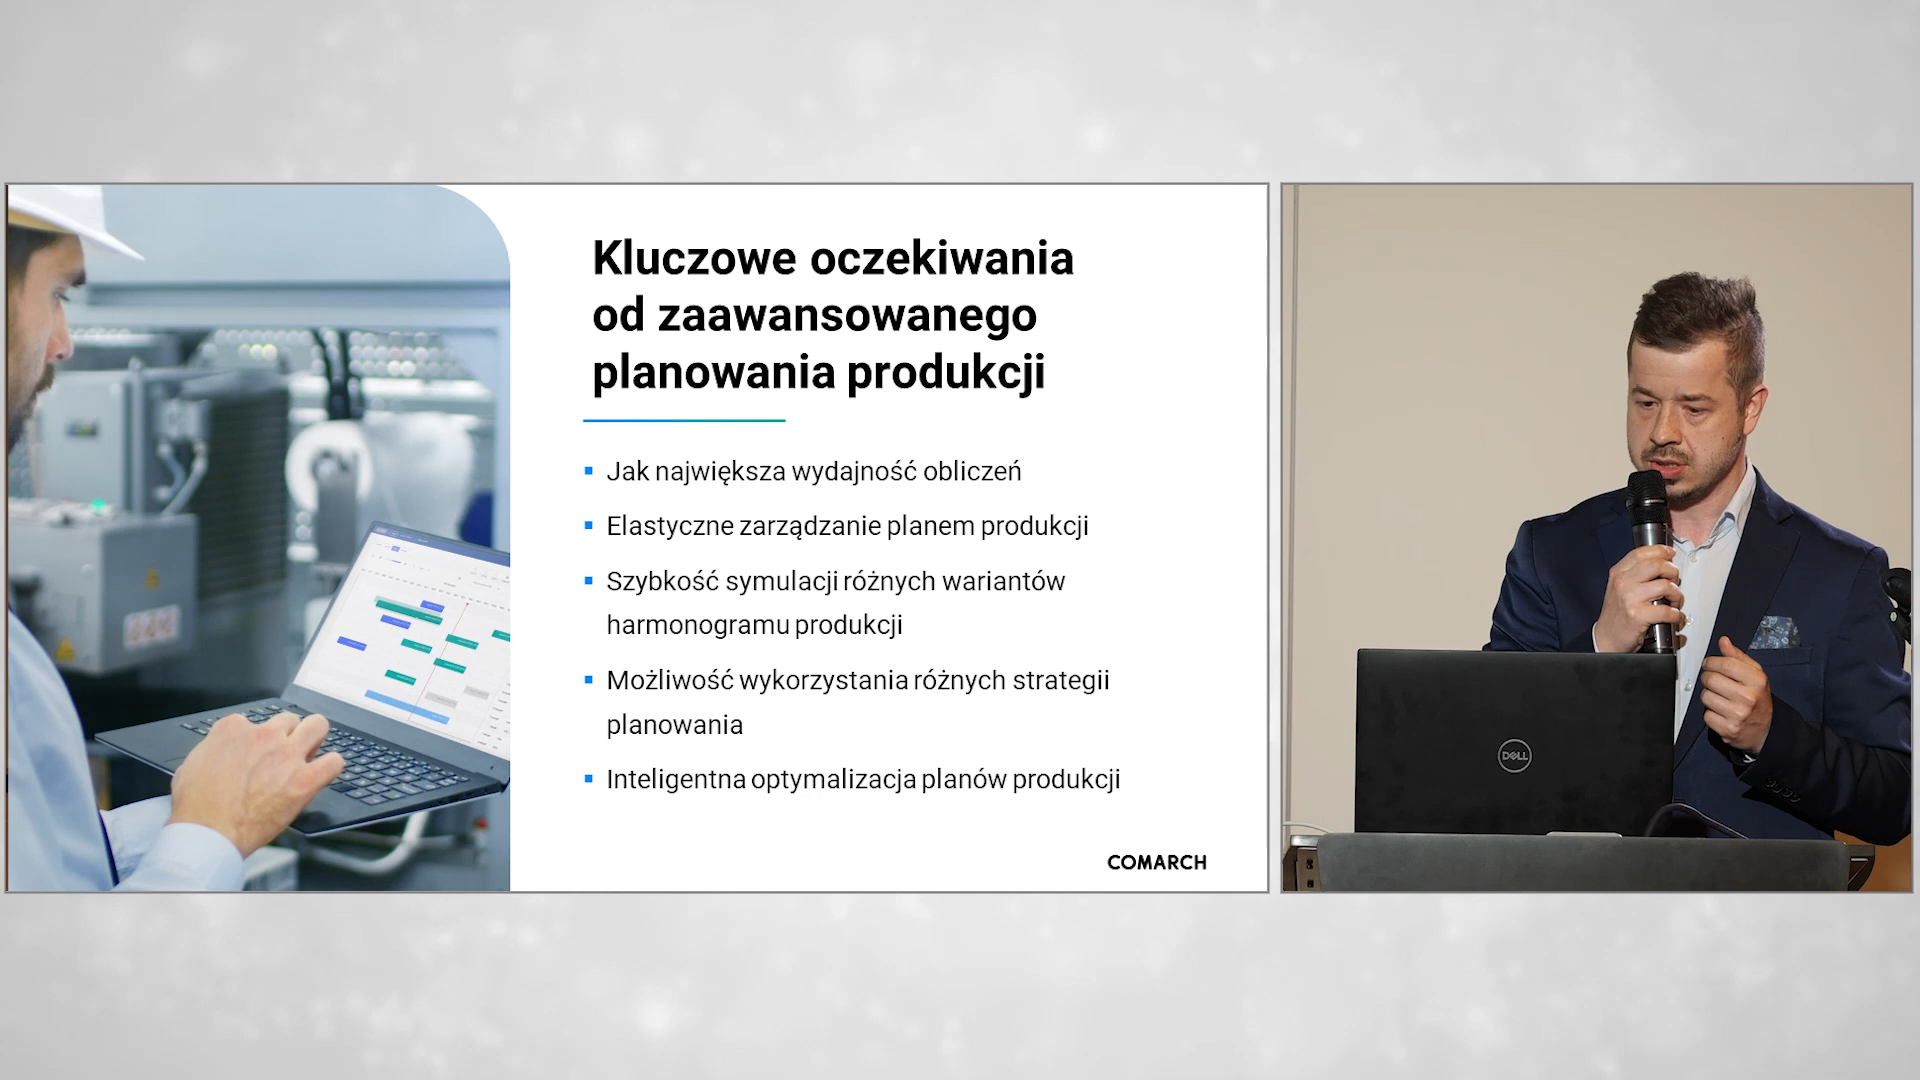 Kluczowe oczekiwania
od zaawansowanego
planowania produkcji
Jak największa wydajność obliczeń
Elastyczne zarządzanie planem produkcji
Szybkość symulacji różnych wariantów
harmonogramu produkcji
Możliwość wykorzystania różnych strategii
planowania
Inteligentna optymalizacja planów produkcji
COMARCH
DELL